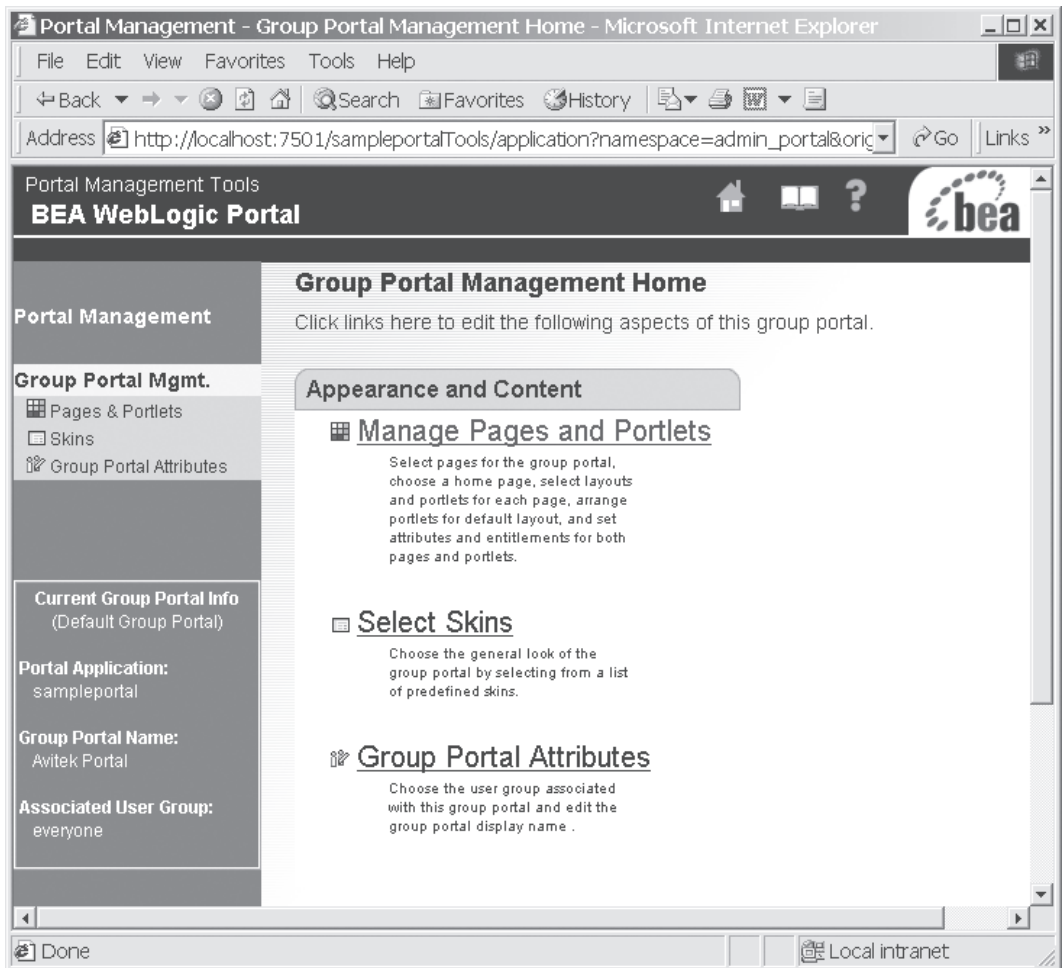 Portal Management - Group Portal Management Home - Microsoft Internet Explorer
File Edit View Favorites Tools Help
Back Search Favorites History
Address http://localhost:7501/sampleportalTools/application?namespace=admin_portal&orig Go Links »
Portal Management Tools
BEA WebLogic Portal
? bea
Portal Management
Group Portal Mgmt.
Pages & Portlets
Skins
Group Portal Attributes
Current Group Portal Info
(Default Group Portal)
Portal Application:
sampleportal
Group Portal Name:
Avitek Portal
Associated User Group:
everyone
Group Portal Management Home
Click links here to edit the following aspects of this group portal.
Appearance and Content
Manage Pages and Portlets
Select pages for the group portal,
choose a home page, select layouts
and portlets for each page, arrange
portlets for default layout, and set
attributes and entitlements for both
pages and portlets.
Select Skins
Choose the general look of the
group portal by selecting from a list
of predefined skins.
Group Portal Attributes
Choose the user group associated
with this group portal and edit the
group portal display name .
Done Local intranet